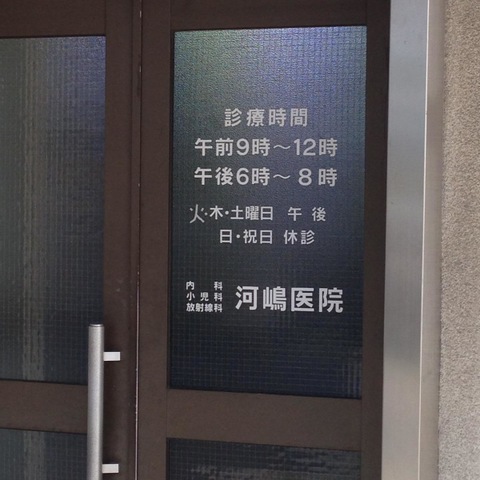 診療時間
午前9時～12時
午後6時～8時
火・木・土曜日 午後
日・祝日 休診
内科
小児科
放射線科
河嶋医院